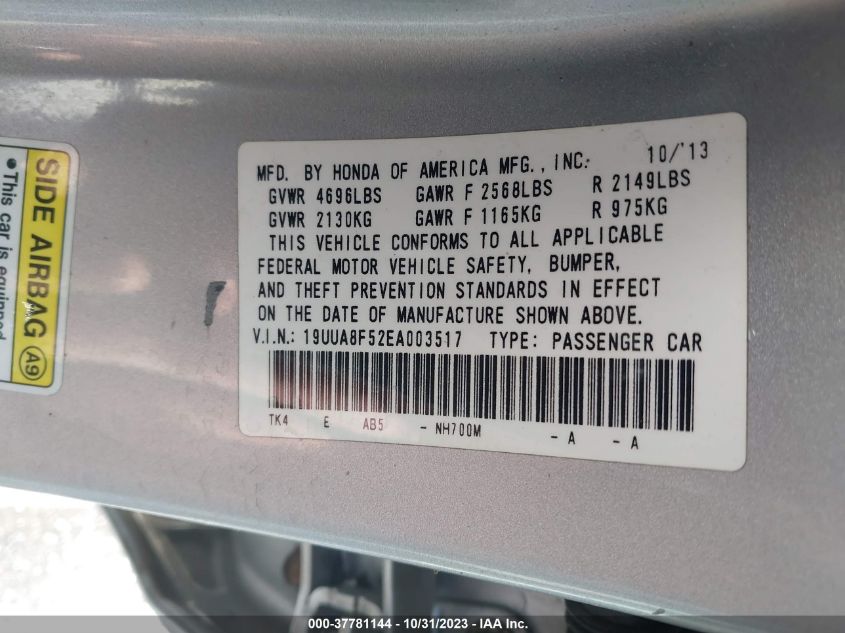 SIDE AIRBAG A9
• This car is equipped
MFD. BY HONDA OF AMERICA MFG., INC. 10/'13
GVWR 4696LBS GAWR F 2568LBS R 2149LBS
GVWR 2130KG GAWR F 1165KG R 975KG
THIS VEHICLE CONFORMS TO ALL APPLICABLE
FEDERAL MOTOR VEHICLE SAFETY, BUMPER,
AND THEFT PREVENTION STANDARDS IN EFFECT
ON THE DATE OF MANUFACTURE SHOWN ABOVE.
V.I.N.: 19UUA8F52EA003517 TYPE: PASSENGER CAR
TK4 E AB5 - NH700M - A - A
000-37781144 - 10/31/2023 - IAA Inc.